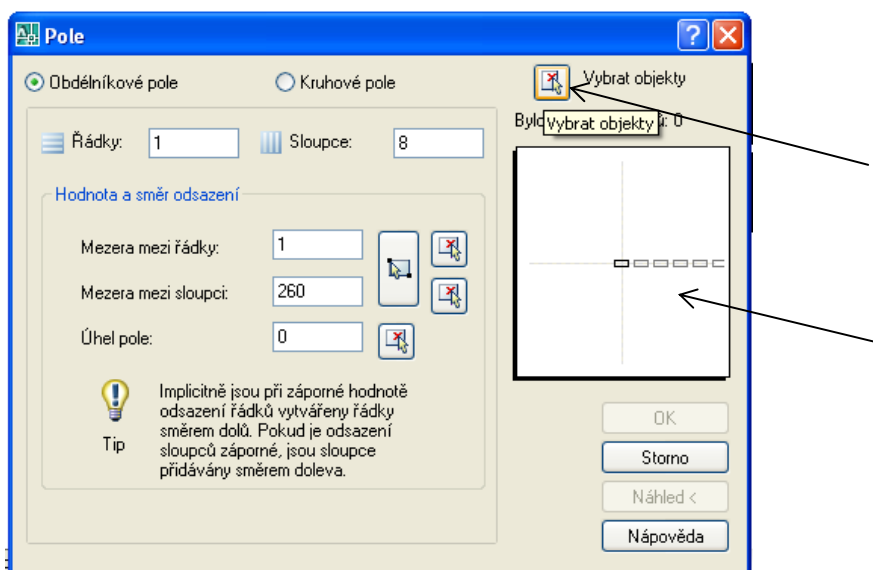 Pole
Obdélníkové pole
Kruhové pole
Vybrat objekty
Řádky: 1
Sloupce: 8
Bylo
Vybrat objekty
ů: 0
Hodnota a směr odsazení
Mezera mezi řádky: 1
Mezera mezi sloupci: 260
Úhel pole: 0
Tip
Implicitně jsou při záporné hodnotě
odsazení řádků vytvářeny řádky
směrem dolů. Pokud je odsazení
sloupců záporné, jsou sloupce
přidávány směrem doleva.
OK
Storno
Náhled <
Nápověda